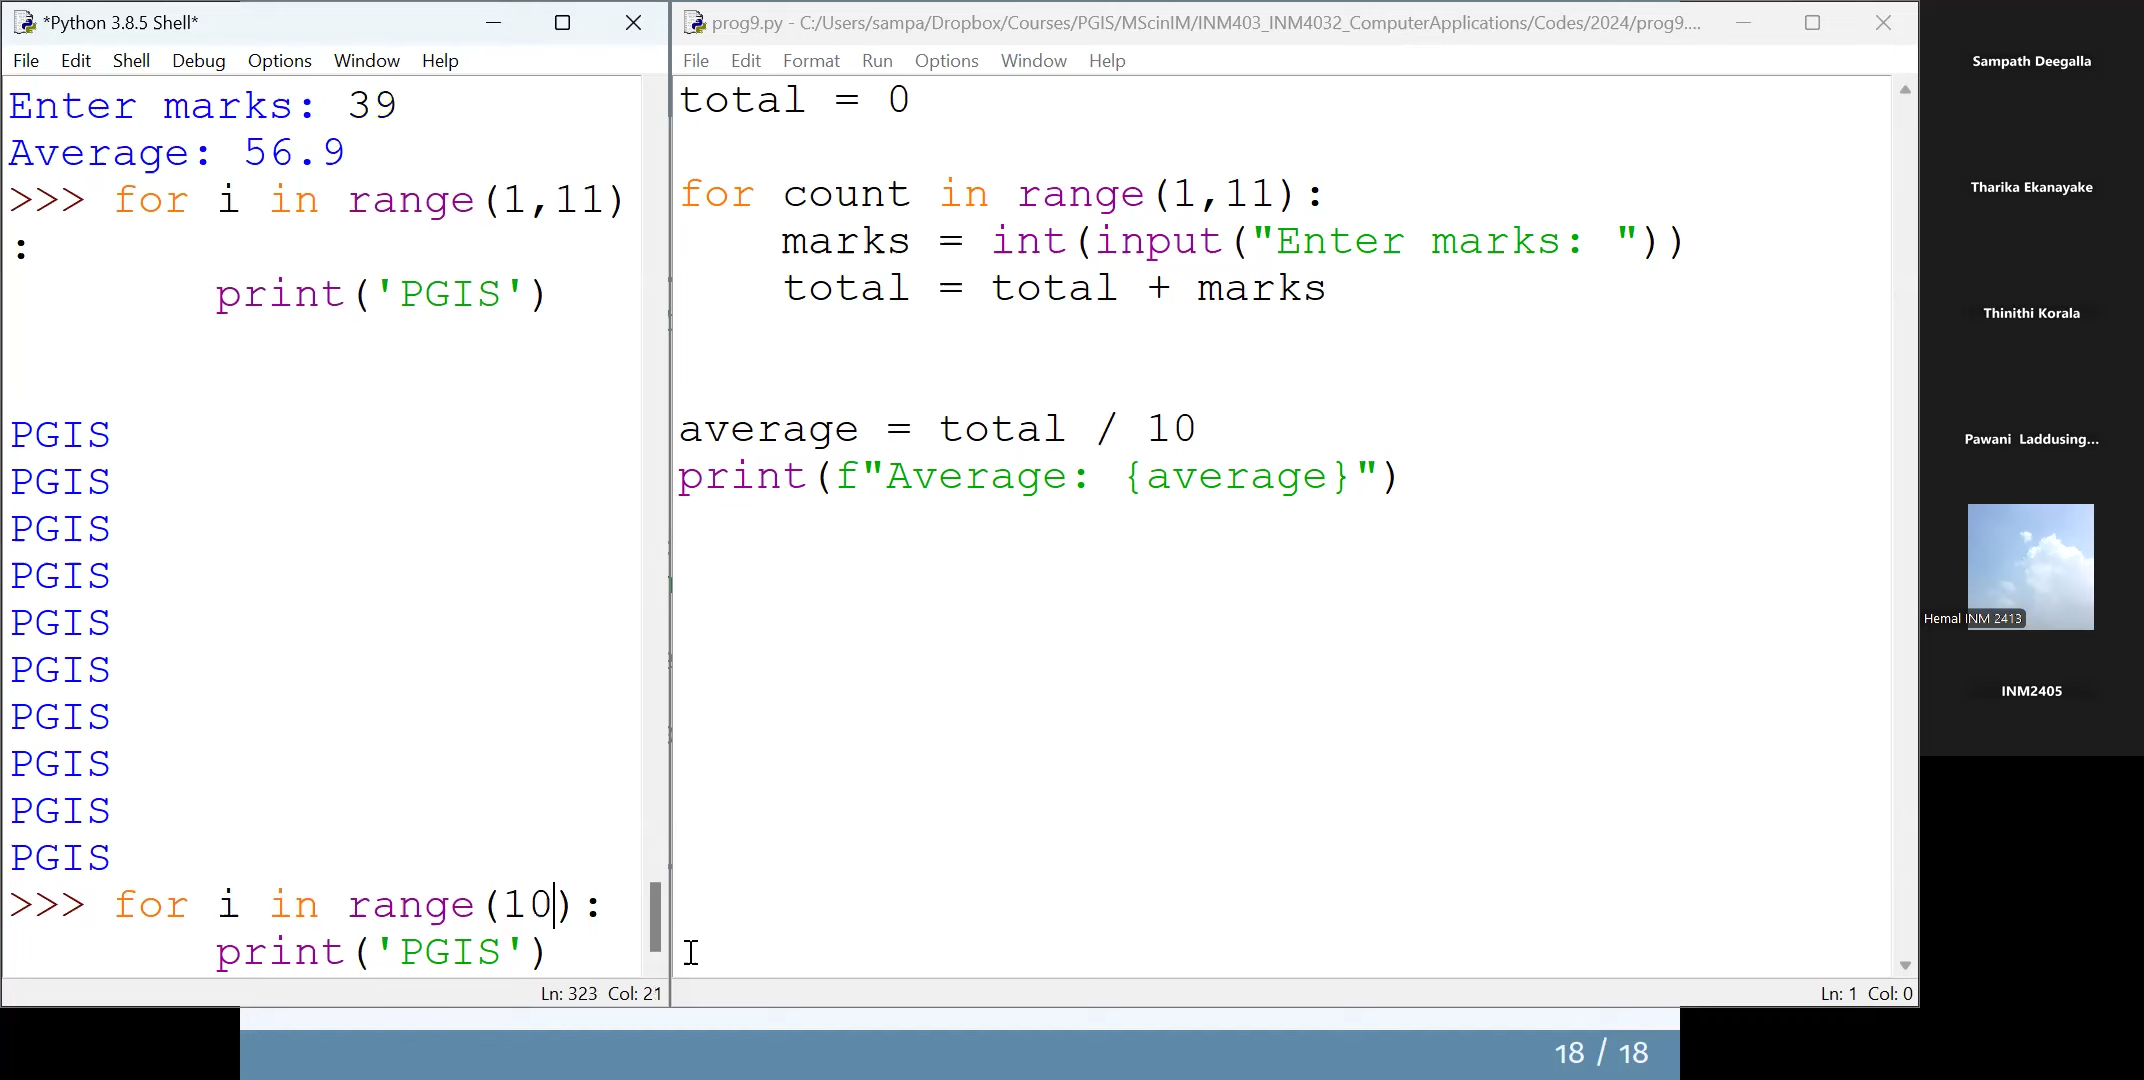 *Python 3.8.5 Shell*
File Edit Shell Debug Options Window Help
Enter marks: 39
Average: 56.9
>>> for i in range(1,11)
:
print('PGIS')
PGIS
PGIS
PGIS
PGIS
PGIS
PGIS
PGIS
PGIS
PGIS
PGIS
>>> for i in range(10):
print('PGIS')
Ln: 323 Col: 21
prog9.py - C:/Users/sampa/Dropbox/Courses/PGIS/MScinIM/INM403_INM4032_ComputerApplications/Codes/2024/prog9....
File Edit Format Run Options Window Help
total = 0
for count in range(1,11):
marks = int(input("Enter marks: "))
total = total + marks
average = total / 10
print(f"Average: {average}")
Ln: 1 Col: 0
Sampath Deegalla
Tharika Ekanayake
Thinithi Korala
Pawani Laddusing...
Hemal INM 2413
INM2405
18 / 18